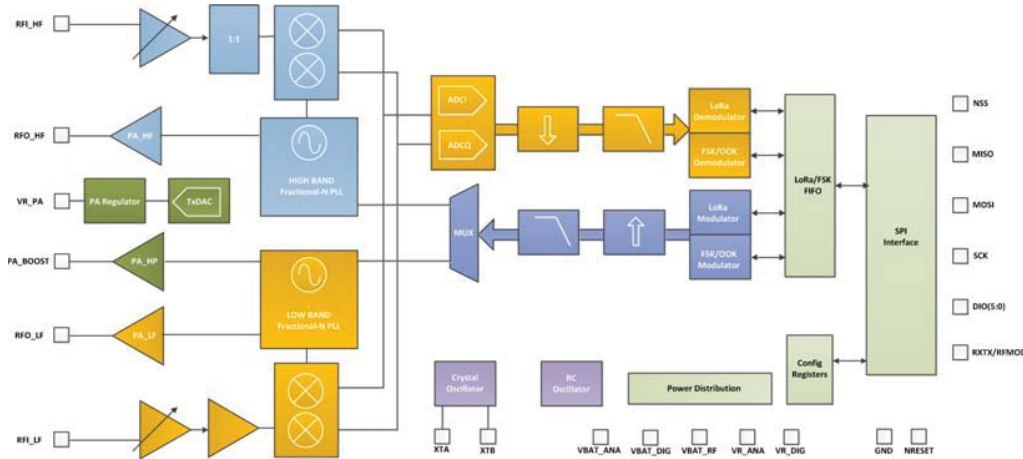 RFI_HF
1:1
RFO_HF
PA_HF
HIGH BAND
Fractional-N PLL
VR_PA
PA Regulator
TxDAC
PA_BOOST
PA_HP
LOW BAND
Fractional-N PLL
RFO_LF
PA_LF
RFI_LF
ADCI
ADCQ
LoRa
Demodulator
FSK/OOK
Demodulator
MUX
LoRa
Modulator
FSK/OOK
Modulator
LoRa/FSK
FIFO
SPI
Interface
Config
Registers
Crystal
Oscillator
RC
Oscillator
Power Distribution
XTA
XTB
VBAT_ANA
VBAT_DIG
VBAT_RF
VR_ANA
VR_DIG
GND
NRESET
NSS
MISO
MOSI
SCK
DIO(5:0)
RXTX/RFMOD